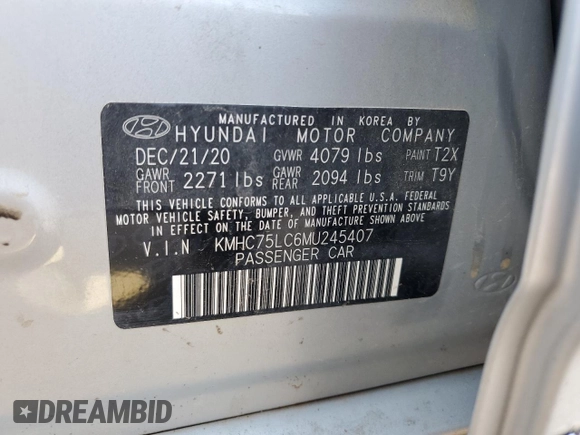 MANUFACTURED IN KOREA BY
HYUNDAI MOTOR COMPANY
DEC/21/20 GVWR 4079 lbs PAINT T2X
GAWR FRONT 2271 lbs GAWR REAR 2094 lbs TRIM T9Y
THIS VEHICLE CONFORMS TO ALL APPLICABLE U.S.A. FEDERAL
MOTOR VEHICLE SAFETY, BUMPER, AND THEFT PREVENTION STANDARDS
IN EFFECT ON THE DATE OF MANUFACTURE SHOWN ABOVE.
V.I.N KMHC75LC6MU245407
PASSENGER CAR
DREAMBID